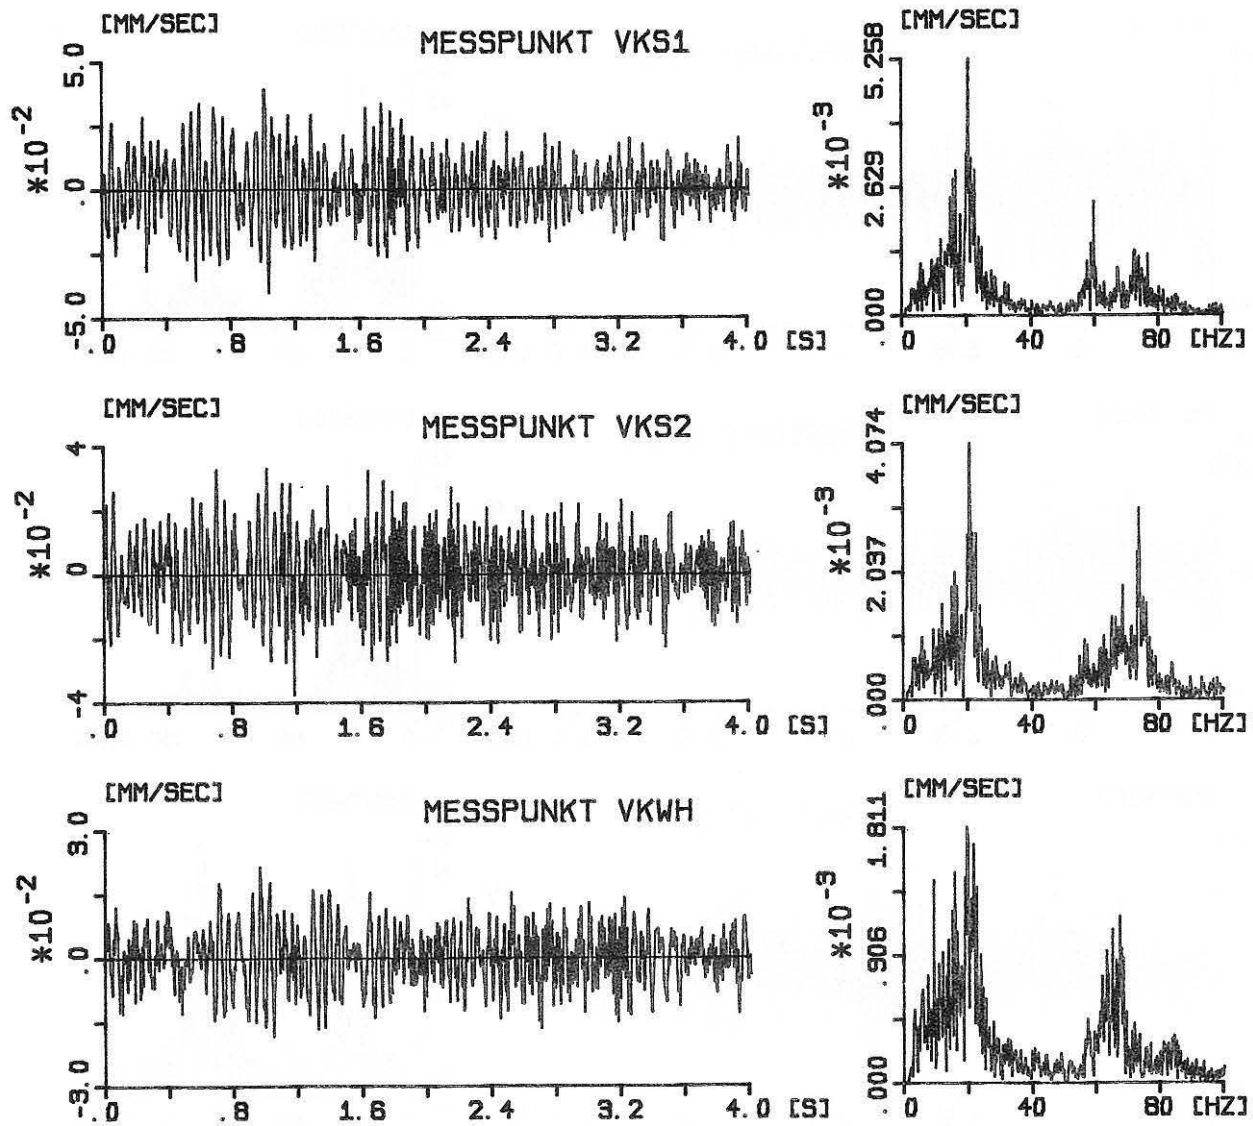 [MM/SEC]
MESSPUNKT VKS1
*10-2
5.0
.0
-5.0
-.0 .8 1.6 2.4 3.2 4.0 [S]
[MM/SEC]
*10-3
5.258
2.629
.000
.0 40 80 [HZ]
[MM/SEC]
MESSPUNKT VKS2
*10-2
4
0
-4
.0 .8 1.6 2.4 3.2 4.0 [S]
[MM/SEC]
*10-3
4.074
2.037
.000
.0 40 80 [HZ]
[MM/SEC]
MESSPUNKT VKWH
*10-2
3.0
.0
-3.0
.0 .8 1.6 2.4 3.2 4.0 [S]
[MM/SEC]
*10-3
1.811
.906
.000
.0 40 80 [HZ]